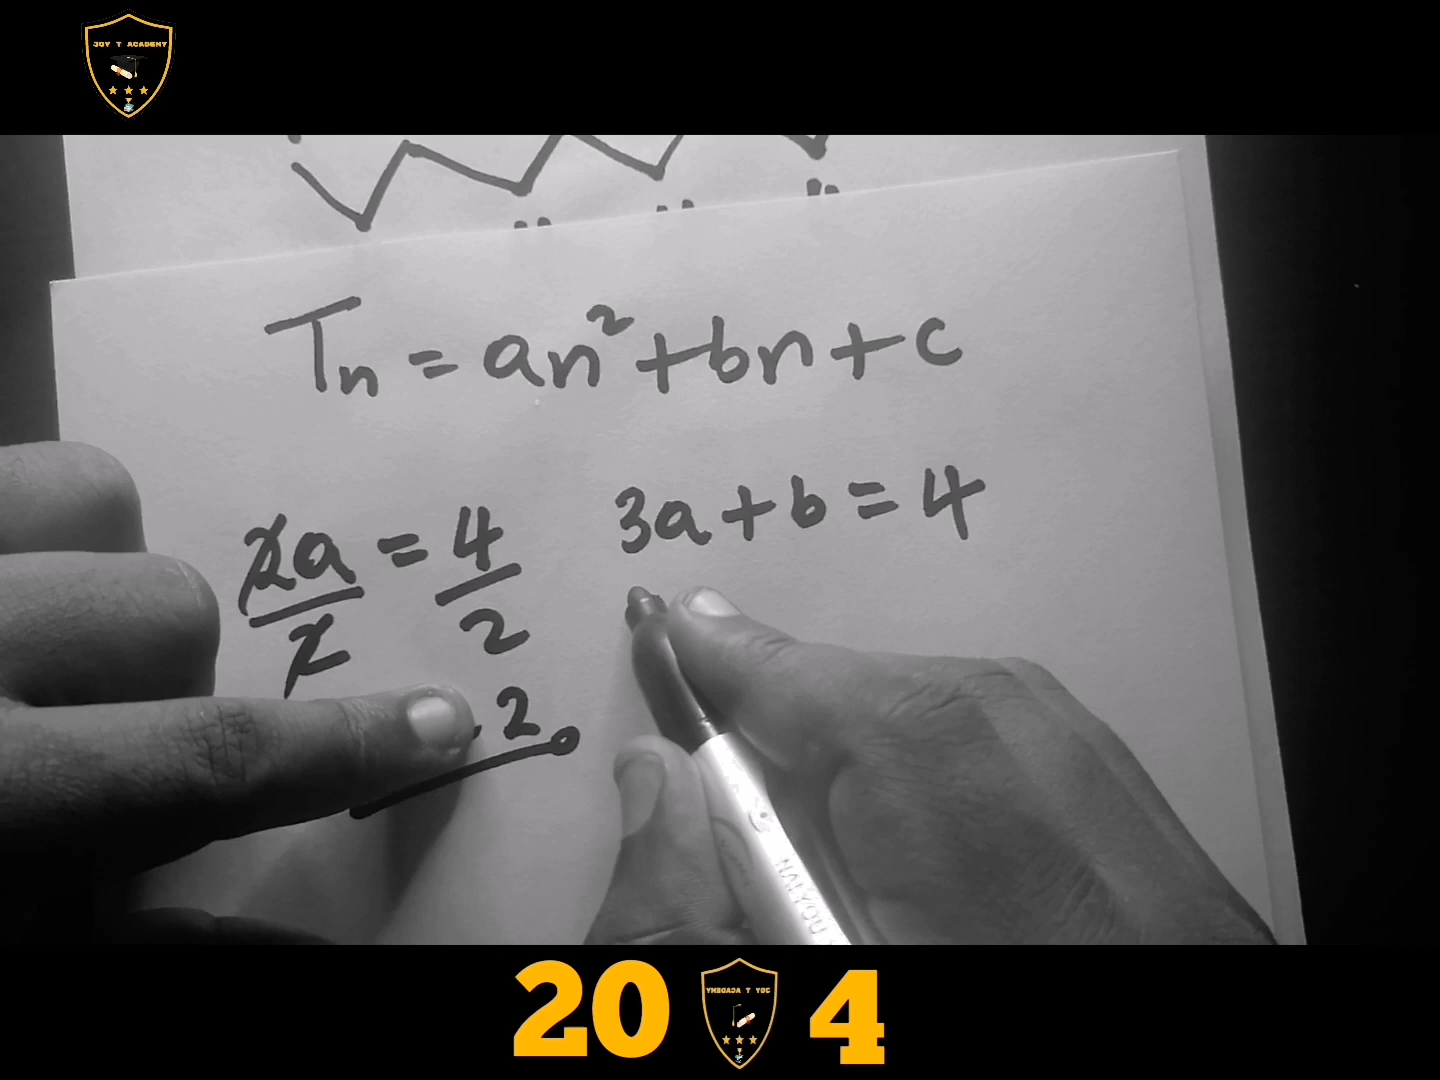 JOY T ACADEMY
Tn = an² + bn + c
2a = 4 3a + b = 4
2 2
2
20 4
JOY T ACADEMY